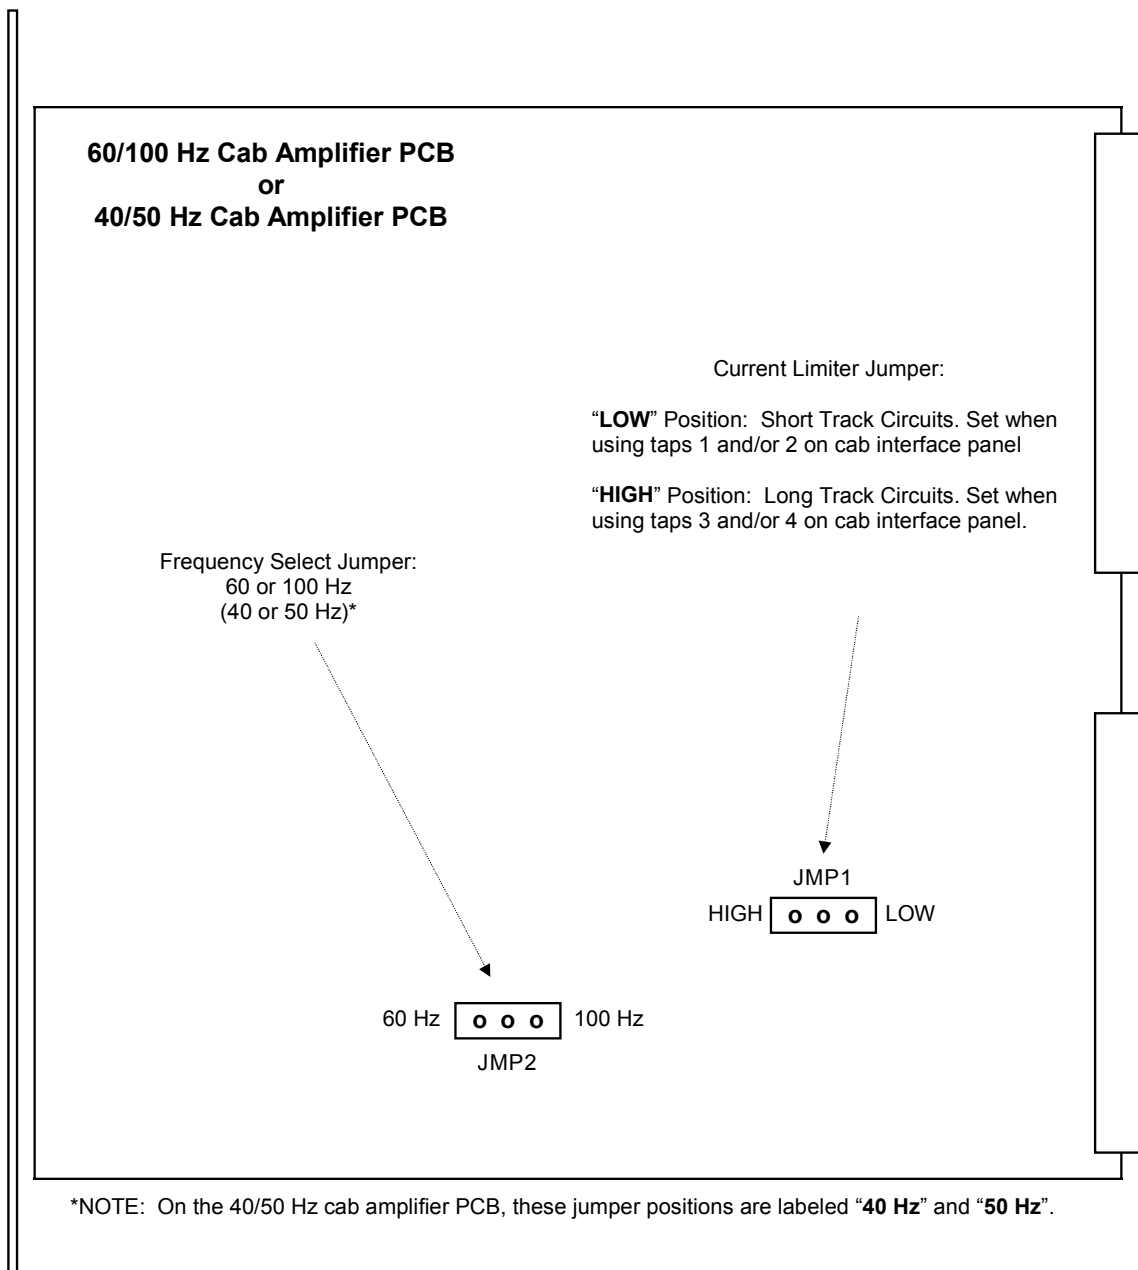 60/100 Hz Cab Amplifier PCB
or
40/50 Hz Cab Amplifier PCB
Current Limiter Jumper:
“LOW” Position: Short Track Circuits. Set when
using taps 1 and/or 2 on cab interface panel
“HIGH” Position: Long Track Circuits. Set when
using taps 3 and/or 4 on cab interface panel.
Frequency Select Jumper:
60 or 100 Hz
(40 or 50 Hz)*
JMP1
HIGH o o o LOW
60 Hz o o o 100 Hz
JMP2
*NOTE: On the 40/50 Hz cab amplifier PCB, these jumper positions are labeled “40 Hz” and “50 Hz”.